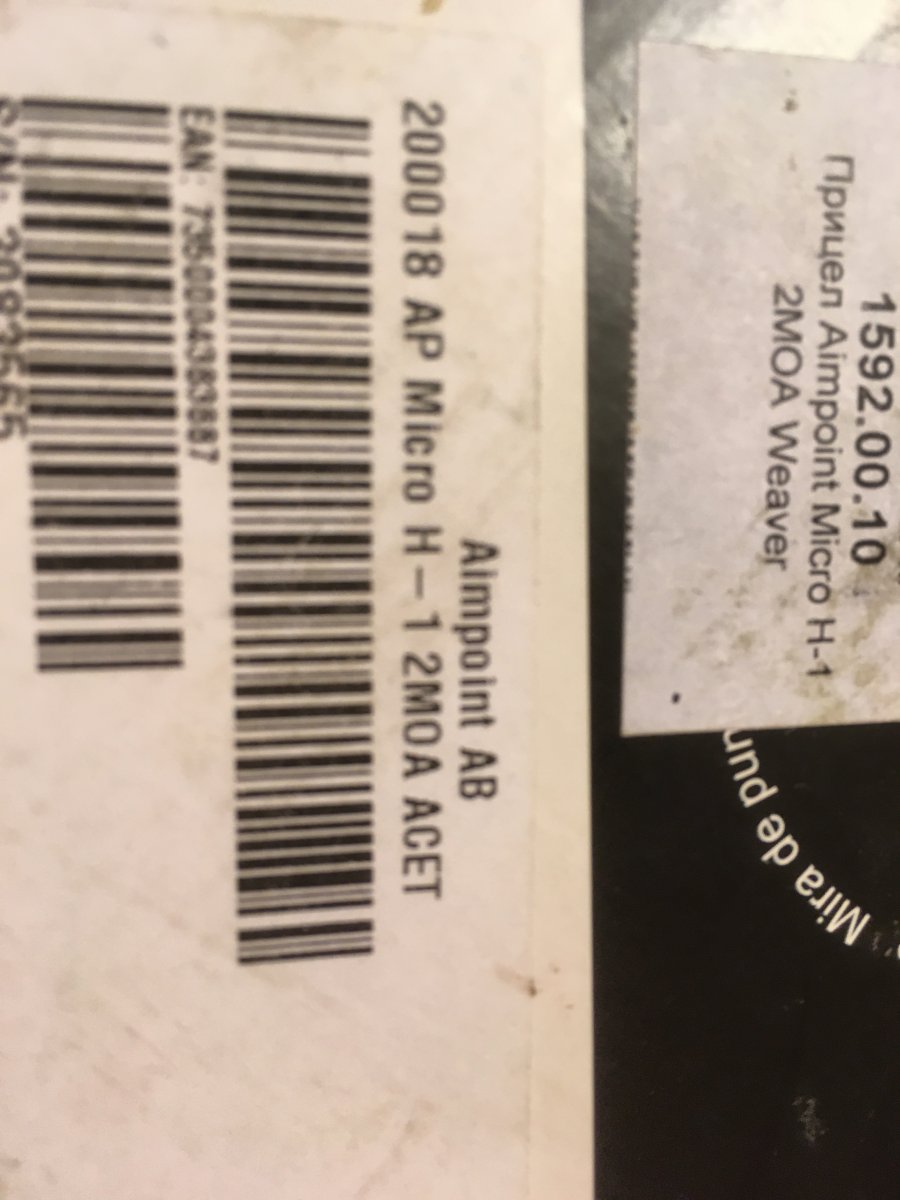 Aimpoint AB
200018 AP Micro H-1 2MOA ACET
EAN:
S/N:
1592.00.10
Прицел Aimpoint Micro H-1
2MOA Weaver
Mira de